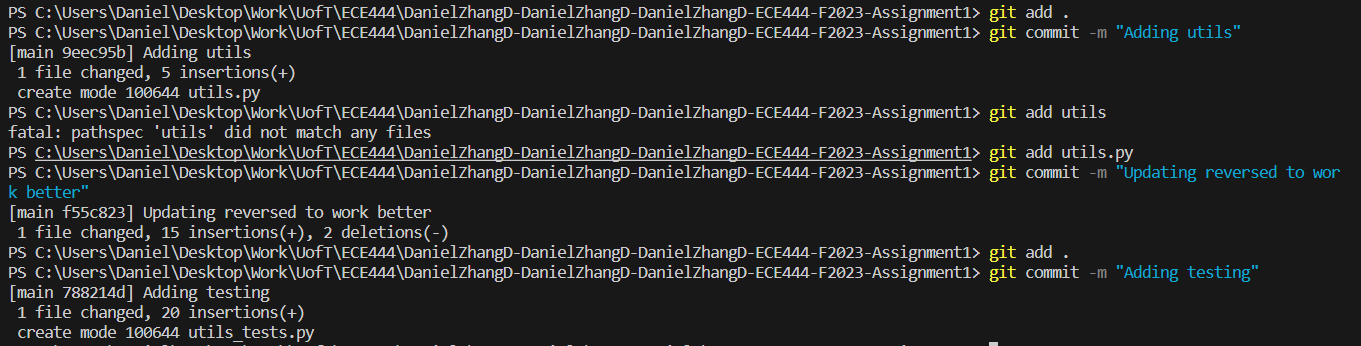 PS C:\Users\Daniel\Desktop\Work\UofT\ECE444\DanielZhangD-DanielZhangD-DanielZhangD-ECE444-F2023-Assignment1> git add .
PS C:\Users\Daniel\Desktop\Work\UofT\ECE444\DanielZhangD-DanielZhangD-DanielZhangD-ECE444-F2023-Assignment1> git commit -m "Adding utils"
[main 9eec95b] Adding utils
 1 file changed, 5 insertions(+)
 create mode 100644 utils.py
PS C:\Users\Daniel\Desktop\Work\UofT\ECE444\DanielZhangD-DanielZhangD-DanielZhangD-ECE444-F2023-Assignment1> git add utils
fatal: pathspec 'utils' did not match any files
PS C:\Users\Daniel\Desktop\Work\UofT\ECE444\DanielZhangD-DanielZhangD-DanielZhangD-ECE444-F2023-Assignment1> git add utils.py
PS C:\Users\Daniel\Desktop\Work\UofT\ECE444\DanielZhangD-DanielZhangD-DanielZhangD-ECE444-F2023-Assignment1> git commit -m "Updating reversed to wor
k better"
[main f55c823] Updating reversed to work better
 1 file changed, 15 insertions(+), 2 deletions(-)
PS C:\Users\Daniel\Desktop\Work\UofT\ECE444\DanielZhangD-DanielZhangD-DanielZhangD-ECE444-F2023-Assignment1> git add .
PS C:\Users\Daniel\Desktop\Work\UofT\ECE444\DanielZhangD-DanielZhangD-DanielZhangD-ECE444-F2023-Assignment1> git commit -m "Adding testing"
[main 788214d] Adding testing
 1 file changed, 20 insertions(+)
 create mode 100644 utils_tests.py